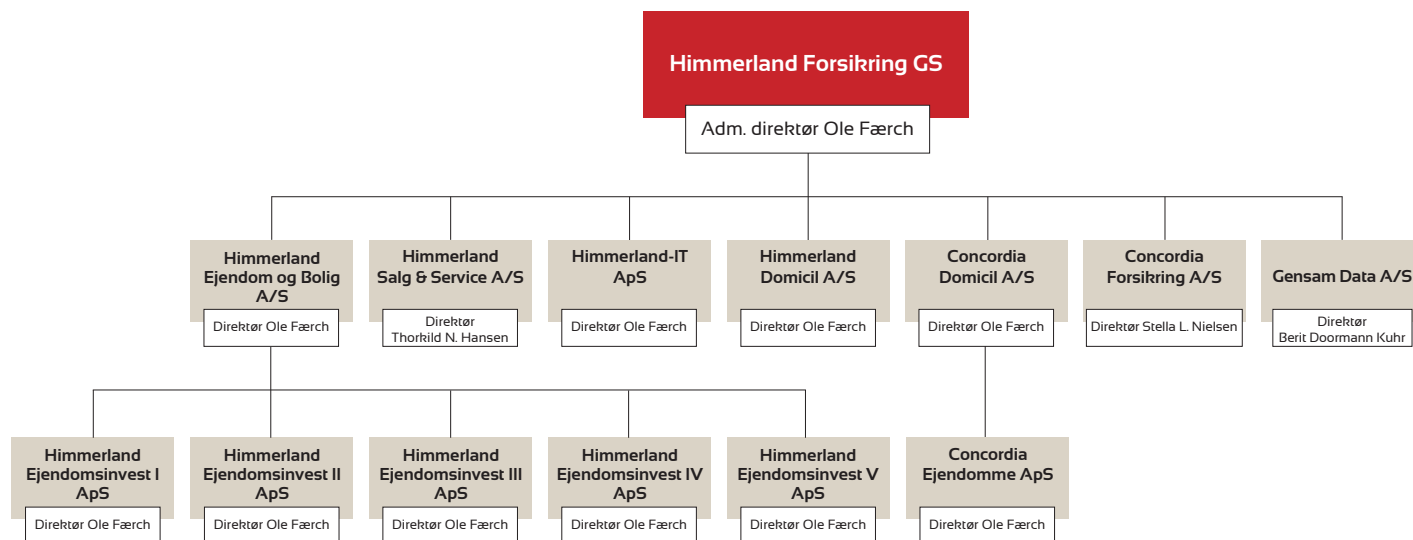 Himmerland Forsikring GS
Adm. direktør Ole Færch
Himmerland
Ejendom og Bolig
A/S
Direktør Ole Færch
Himmerland
Salg & Service A/S
Direktør
Thorkild N. Hansen
Himmerland-IT
ApS
Direktør Ole Færch
Himmerland
Domicil A/S
Direktør Ole Færch
Concordia
Domicil A/S
Direktør Ole Færch
Concordia
Forsikring A/S
Direktør Stella L. Nielsen
Gensam Data A/S
Direktør
Berit Doormann Kuhr
Himmerland
Ejendomsinvest I
ApS
Direktør Ole Færch
Himmerland
Ejendomsinvest II
ApS
Direktør Ole Færch
Himmerland
Ejendomsinvest III
ApS
Direktør Ole Færch
Himmerland
Ejendomsinvest IV
ApS
Direktør Ole Færch
Himmerland
Ejendomsinvest V
ApS
Direktør Ole Færch
Concordia
Ejendomme ApS
Direktør Ole Færch